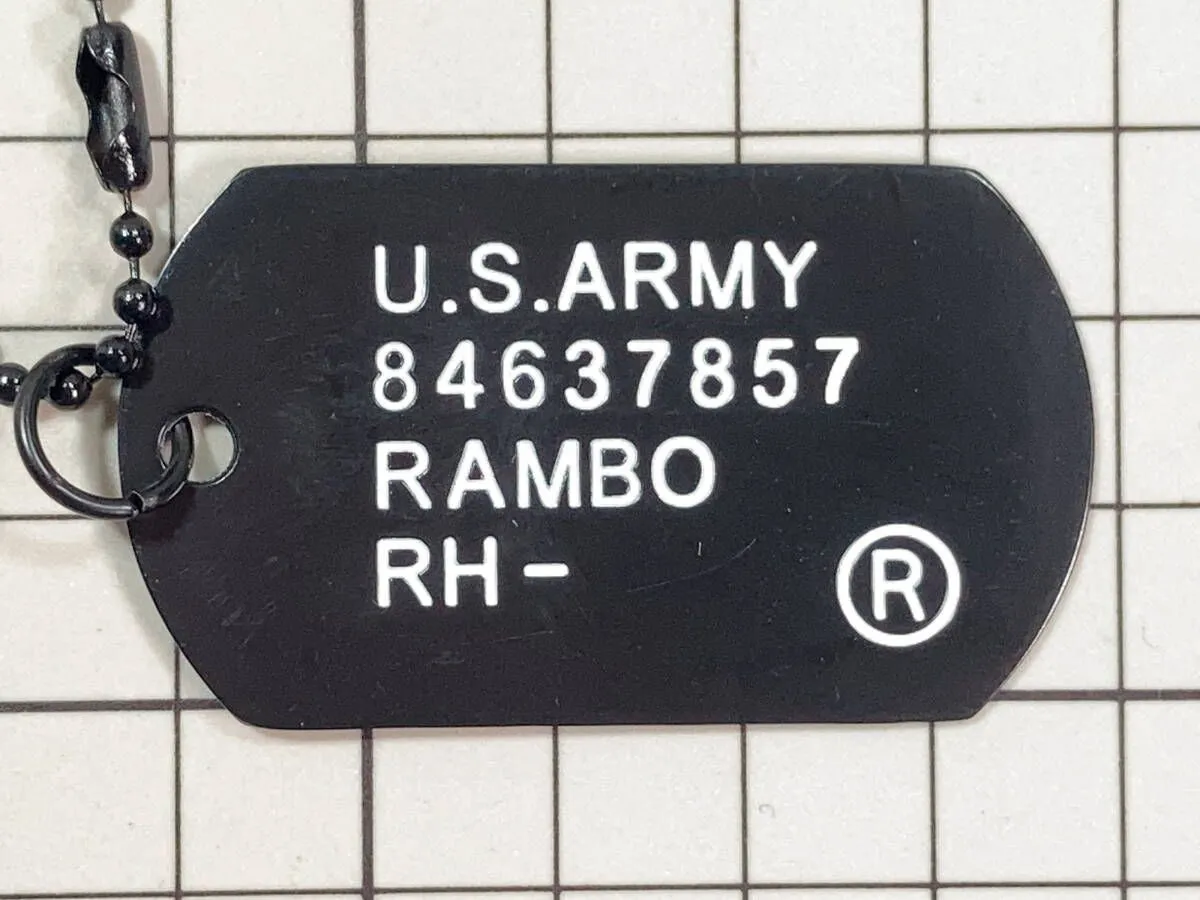 U.S.ARMY
84637857
RAMBO
RH-
®